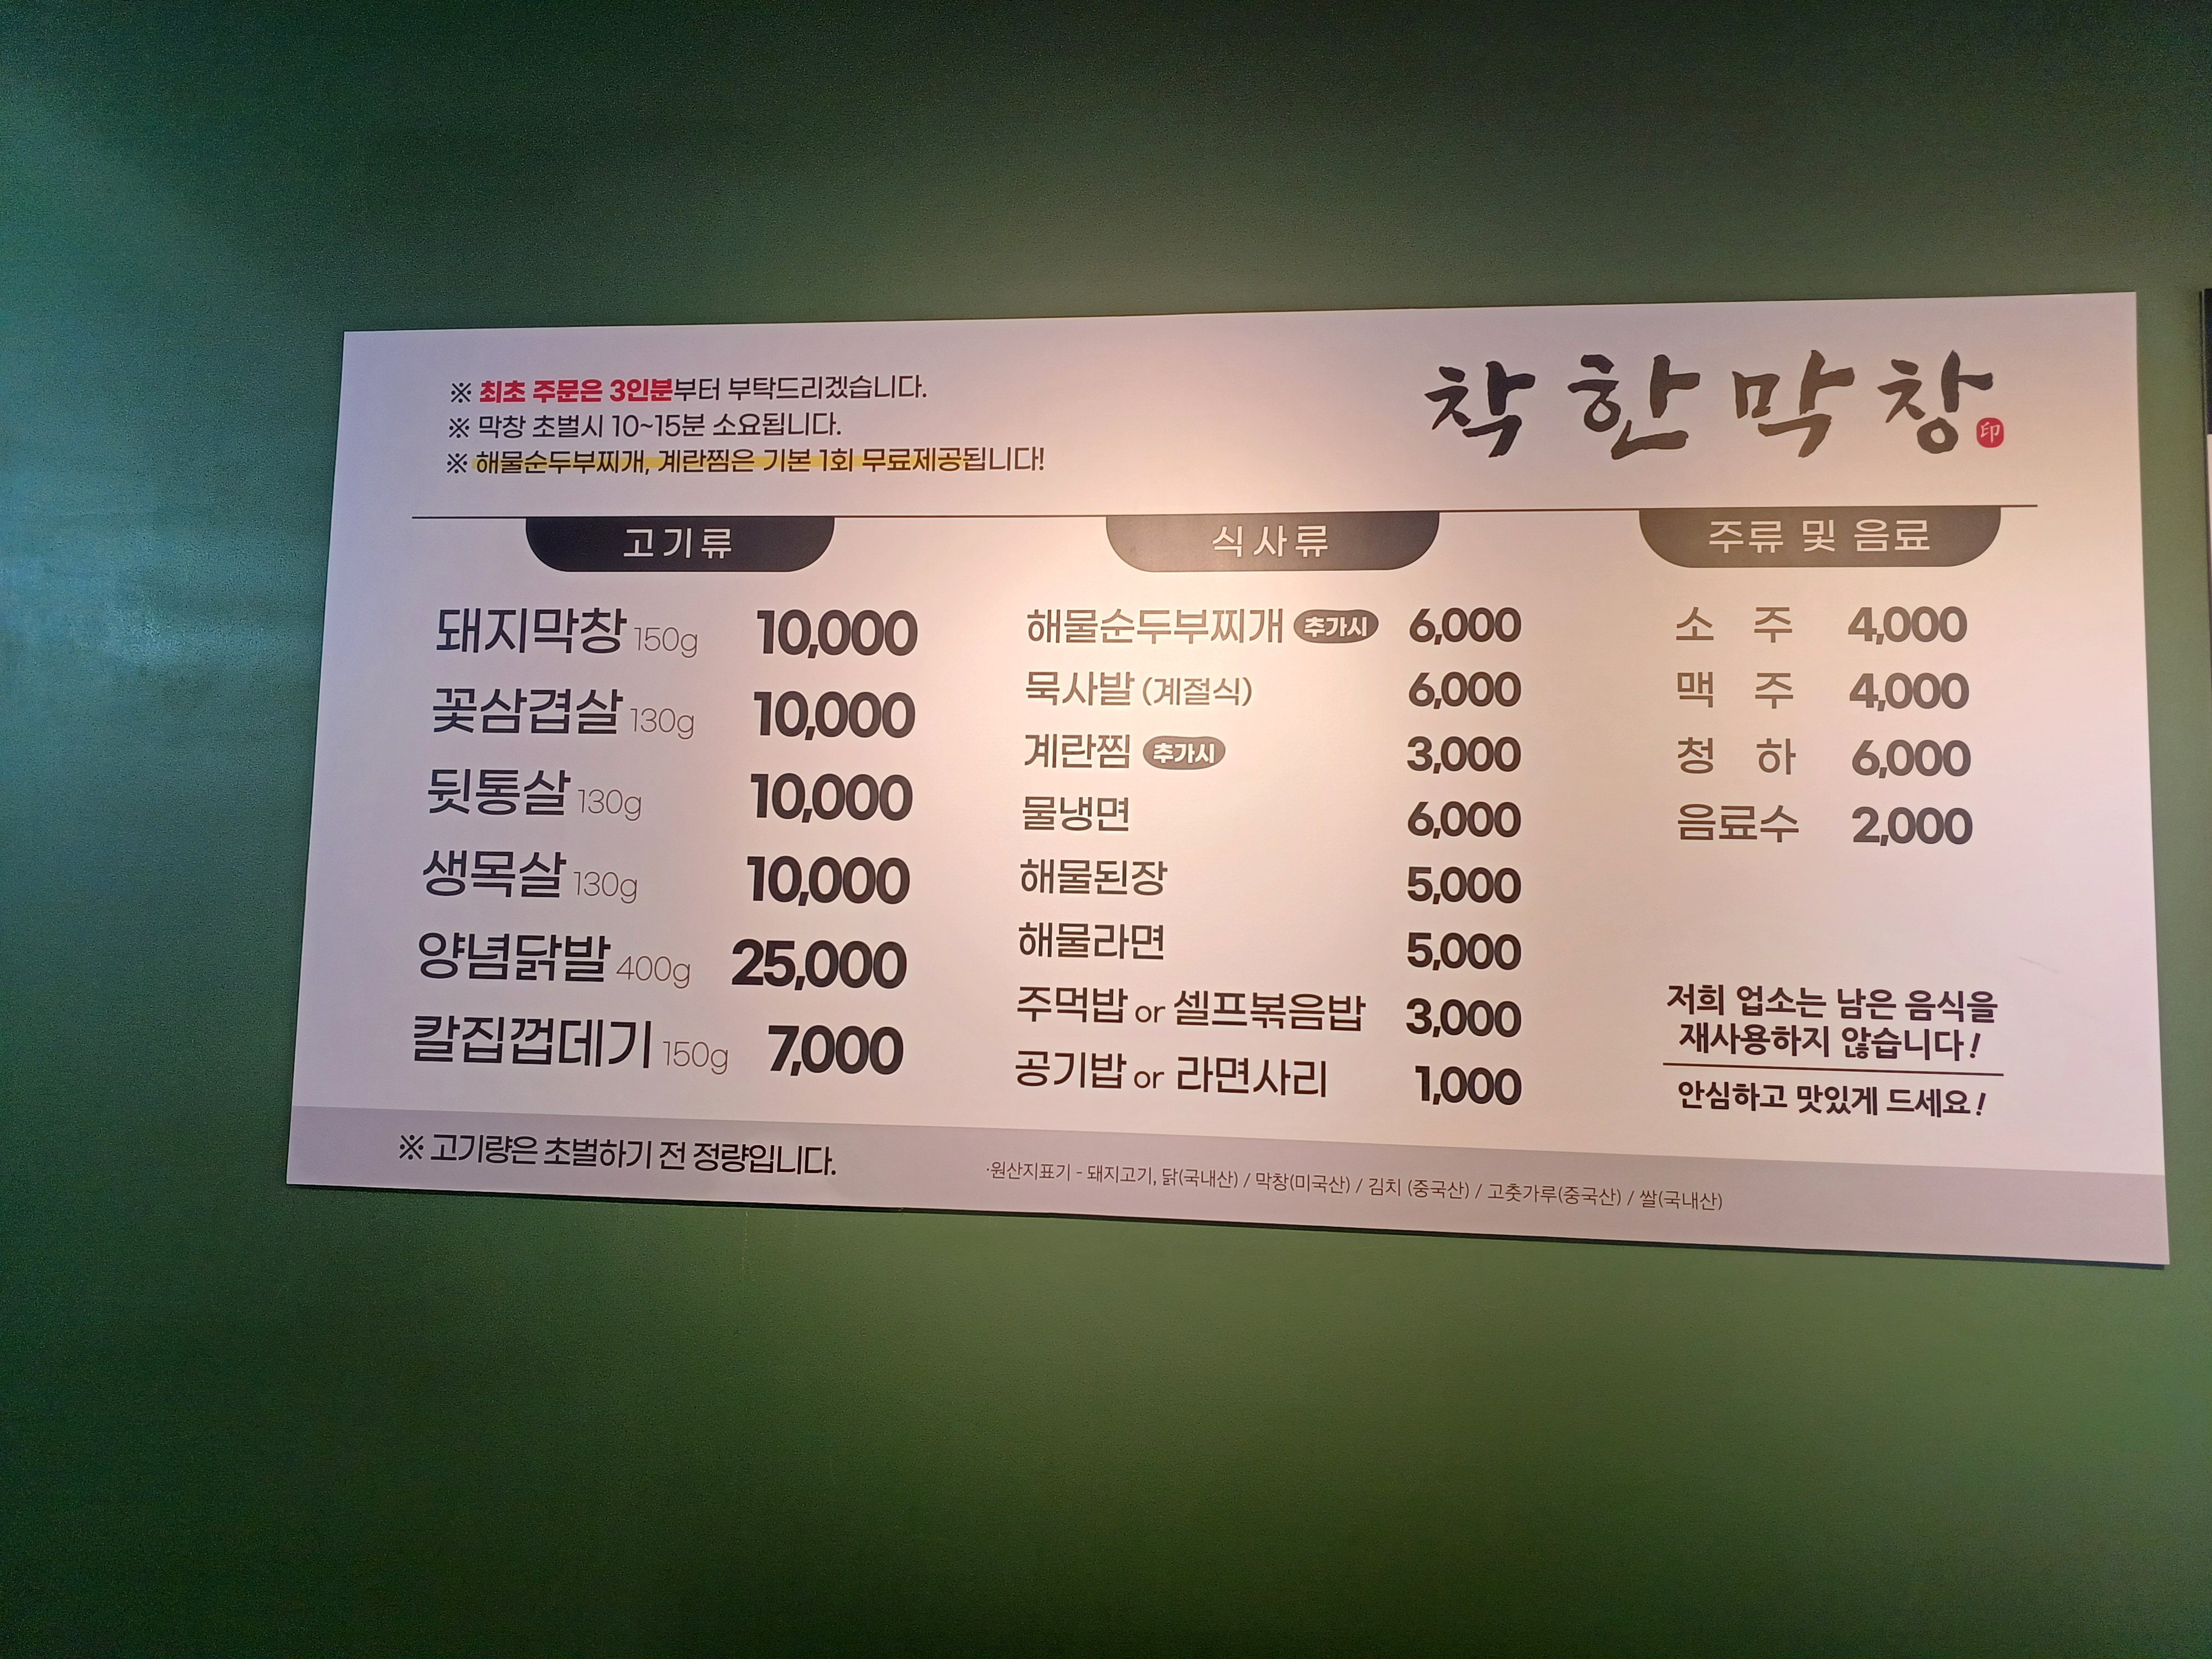 ※ 최초 주문은 3인분부터 부탁드리겠습니다.
※ 막창 초벌시 10~15분 소요됩니다.
※ 해물순두부찌개, 계란찜은 기본 1회 무료제공됩니다!
착한막창
印
고기류
돼지막창 150g 10,000
꽃삼겹살 130g 10,000
뒷통살 130g 10,000
생목살 130g 10,000
양념닭발 400g 25,000
칼집껍데기 150g 7,000
식사류
해물순두부찌개 추가시 6,000
묵사발 (계절식) 6,000
계란찜 추가시 3,000
물냉면 6,000
해물된장 5,000
해물라면 5,000
주먹밥 or 셀프볶음밥 3,000
공기밥 or 라면사리 1,000
주류 및 음료
소 주 4,000
맥 주 4,000
청 하 6,000
음료수 2,000
저희 업소는 남은 음식을
재사용하지 않습니다!
안심하고 맛있게 드세요!
※ 고기량은 초벌하기 전 정량입니다.
·원산지표기 - 돼지고기, 닭(국내산) / 막창(미국산) / 김치 (중국산) / 고춧가루(중국산) / 쌀(국내산)